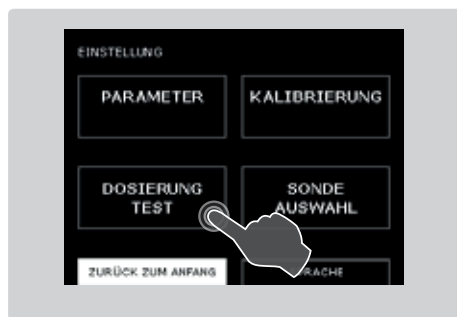 EINSTELLUNG
PARAMETER
KALIBRIERUNG
DOSIERUNG
TEST
SONDE
AUSWAHL
ZURÜCK ZUM ANFANG